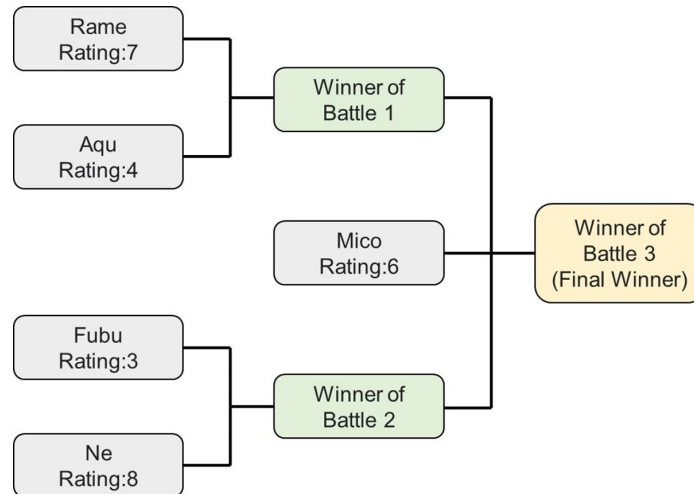 Rame
Rating:7
Aqu
Rating:4
Winner of
Battle 1
Mico
Rating:6
Winner of
Battle 3
(Final Winner)
Fubu
Rating:3
Ne
Rating:8
Winner of
Battle 2